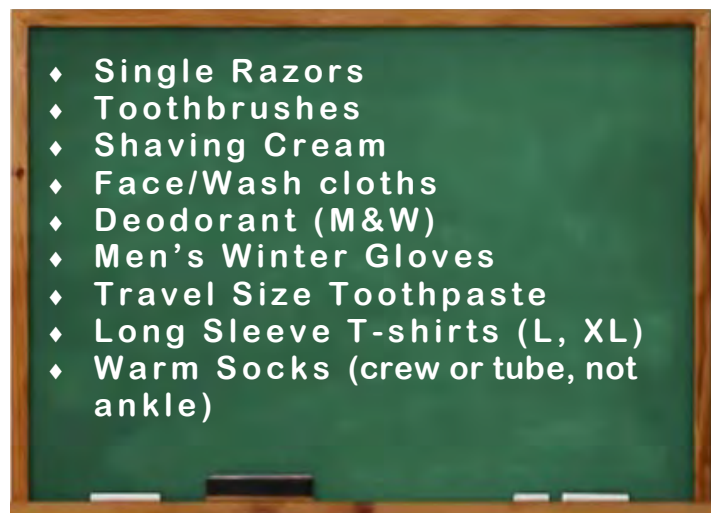 ♦ Single Razors
♦ Toothbrushes
♦ Shaving Cream
♦ Face/Wash cloths
♦ Deodorant (M&W)
♦ Men's Winter Gloves
♦ Travel Size Toothpaste
♦ Long Sleeve T-shirts (L, XL)
♦ Warm Socks (crew or tube, not
ankle)